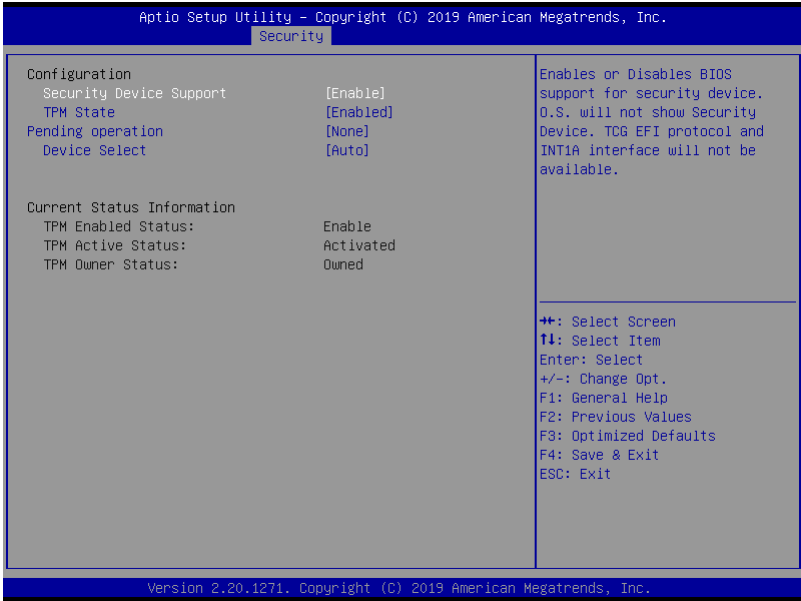 Aptio Setup Utility – Copyright (C) 2019 American Megatrends, Inc.
Security
Configuration
Security Device Support [Enable]
TPM State [Enabled]
Pending operation [None]
Device Select [Auto]
Current Status Information
TPM Enabled Status: Enable
TPM Active Status: Activated
TPM Owner Status: Owned
Enables or Disables BIOS
support for security device.
O.S. will not show Security
Device. TCG EFI protocol and
INT1A interface will not be
available.
→←: Select Screen
↑↓: Select Item
Enter: Select
+/-: Change Opt.
F1: General Help
F2: Previous Values
F3: Optimized Defaults
F4: Save & Exit
ESC: Exit
Version 2.20.1271. Copyright (C) 2019 American Megatrends, Inc.